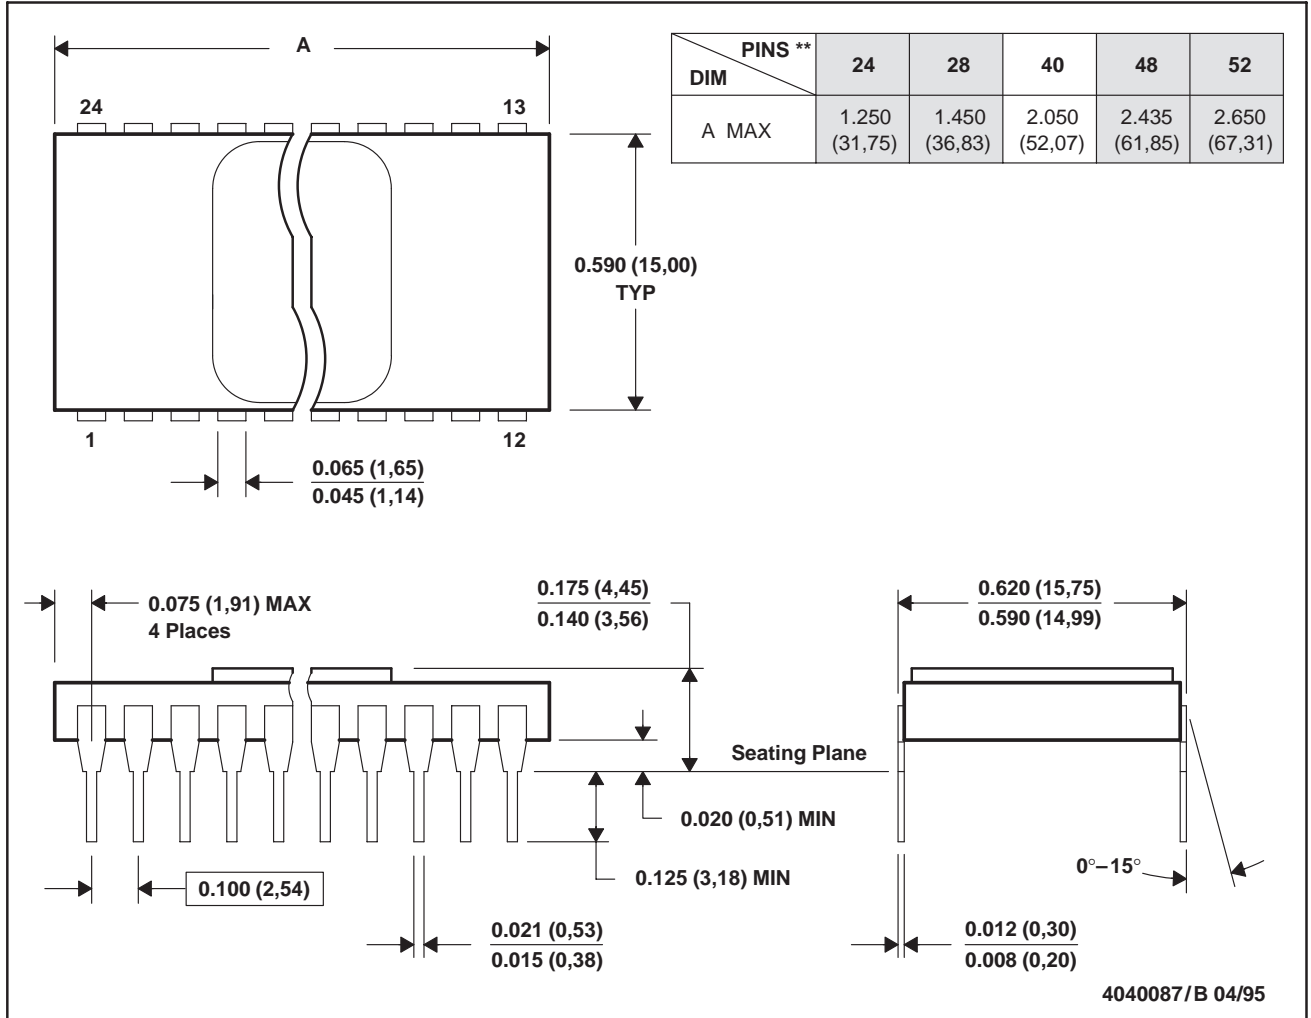 A
PINS **
DIM
24
28
40
48
52
A MAX
1.250
(31,75)
1.450
(36,83)
2.050
(52,07)
2.435
(61,85)
2.650
(67,31)
24
13
0.590 (15,00)
TYP
1
12
0.065 (1,65)
0.045 (1,14)
0.075 (1,91) MAX
4 Places
0.175 (4,45)
0.140 (3,56)
0.620 (15,75)
0.590 (14,99)
Seating Plane
0.020 (0,51) MIN
0.125 (3,18) MIN
0.100 (2,54)
0°–15°
0.021 (0,53)
0.015 (0,38)
0.012 (0,30)
0.008 (0,20)
4040087/B 04/95